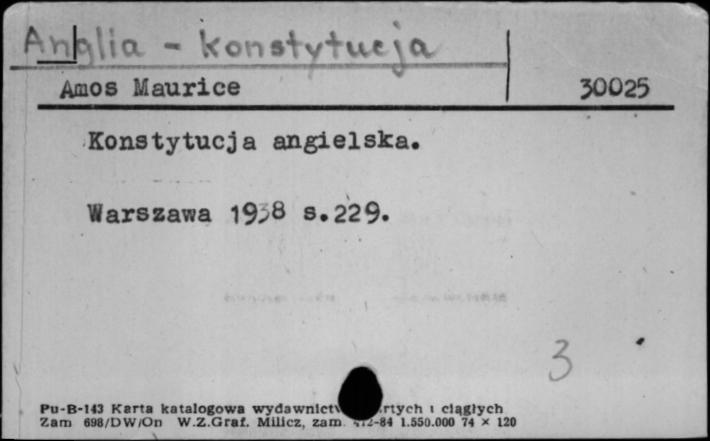 Anglia - konstytucja
Amos Maurice 30025
Konstytucja angielska.
Warszawa 1938 s.229.
3
Pu-B-143 Karta katalogowa i ciągłych
Zam 698/DW/On W.Z.Graf. Milicz, zam. -84 1.550.000 74 × 120